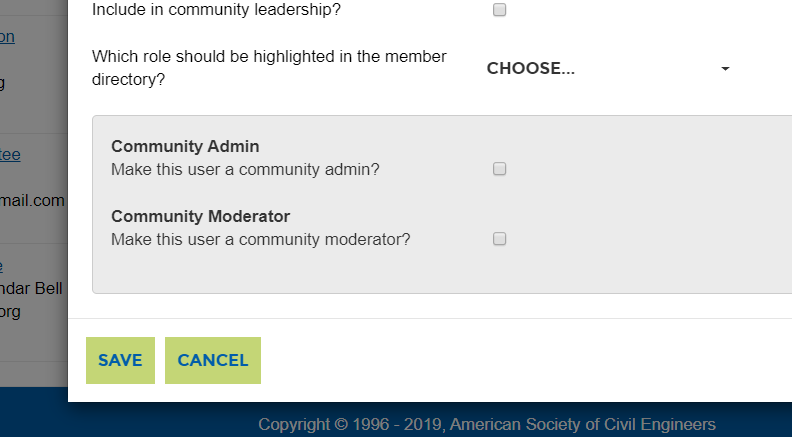 Include in community leadership?
on
Which role should be highlighted in the member
directory?
CHOOSE...
g
Community Admin
Make this user a community admin?
tee
mail.com
Community Moderator
Make this user a community moderator?
e
ndar Bell
org
SAVE
CANCEL
Copyright © 1996 - 2019, American Society of Civil Engineers